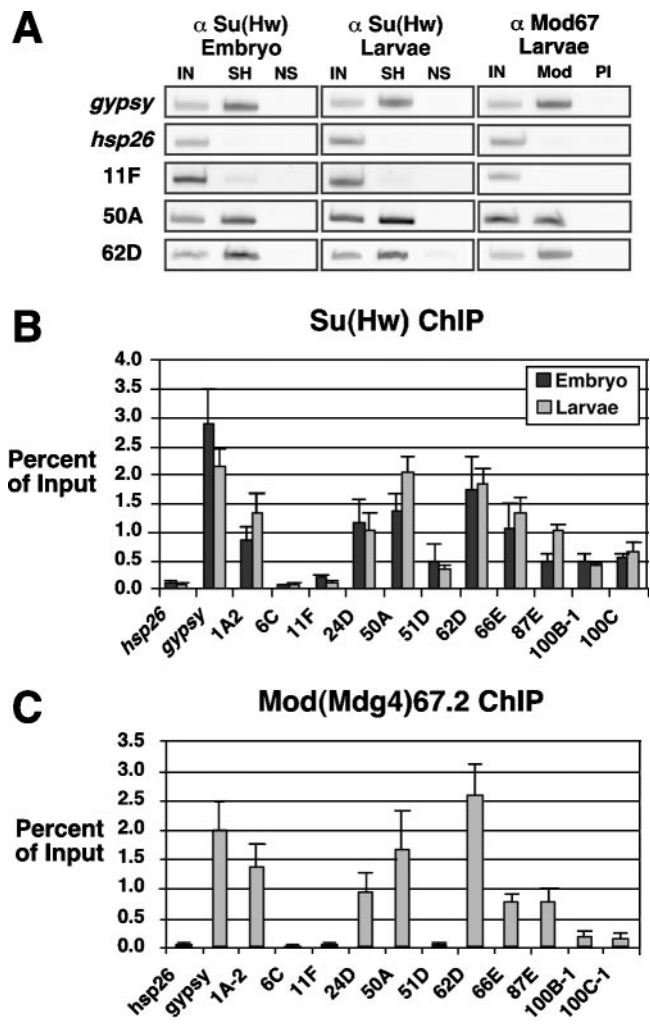 A
α Su(Hw) Embryo
α Su(Hw) Larvae
α Mod67 Larvae
IN SH NS IN SH NS IN Mod PI
gypsy
hsp26
11F
50A
62D
B
Su(Hw) ChIP
Percent of Input
4.0
3.5
3.0
2.5
2.0
1.5
1.0
0.5
0.0
Embryo
Larvae
hsp26 gypsy 1A2 6C 11F 24D 50A 51D 62D 66E 87E 100B-1 100C
C
Mod(Mdg4)67.2 ChIP
Percent of Input
3.5
3.0
2.5
2.0
1.5
1.0
0.5
0.0
hsp26 gypsy 1A-2 6C 11F 24D 50A 51D 62D 66E 87E 100B-1 100C-1